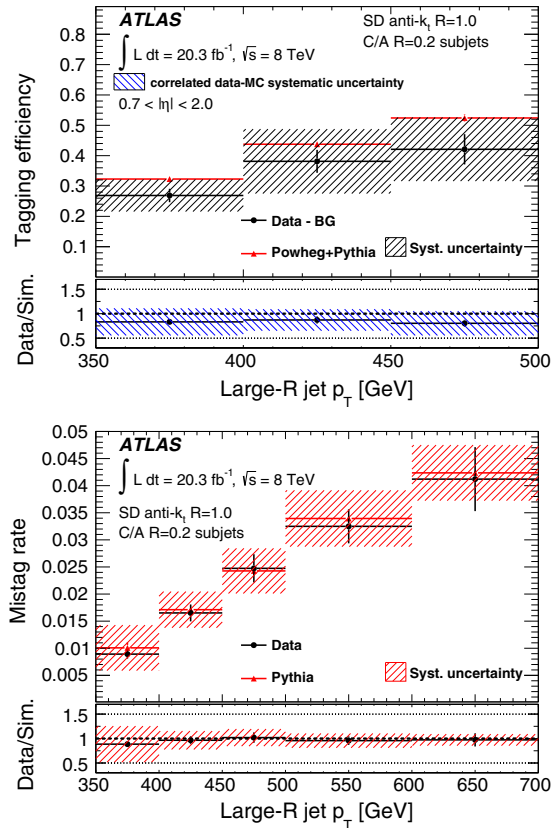 ATLAS
SD anti-k_t R=1.0
∫ L dt = 20.3 fb⁻¹, √s = 8 TeV
C/A R=0.2 subjets
correlated data-MC systematic uncertainty
0.7 < |η| < 2.0
Tagging efficiency
0.8
0.7
0.6
0.5
0.4
0.3
0.2
0.1
Data - BG
Powheg+Pythia
Syst. uncertainty
Data/Sim.
1.5
1
0.5
350 400 450 500
Large-R jet p_T [GeV]
ATLAS
∫ L dt = 20.3 fb⁻¹, √s = 8 TeV
SD anti-k_t R=1.0
C/A R=0.2 subjets
Mistag rate
0.05
0.045
0.04
0.035
0.03
0.025
0.02
0.015
0.01
0.005
Data
Pythia
Syst. uncertainty
Data/Sim.
1.5
1
0.5
350 400 450 500 550 600 650 700
Large-R jet p_T [GeV]